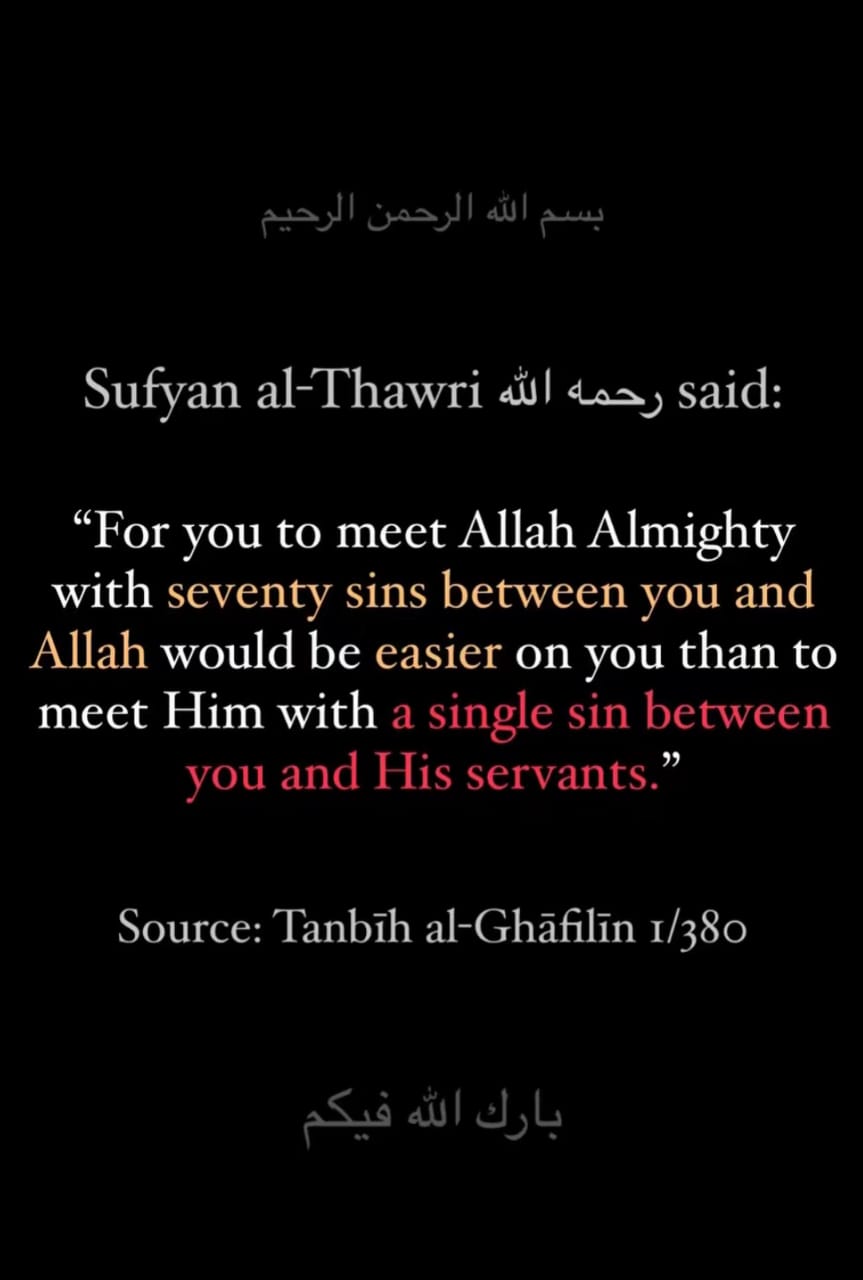 بسم الله الرحمن الرحيم
Sufyan al-Thawri رحمه الله said:
“For you to meet Allah Almighty
with seventy sins between you and
Allah would be easier on you than to
meet Him with a single sin between
you and His servants.”
Source: Tanbīh al-Ghāfilīn 1/380
بارك الله فيكم